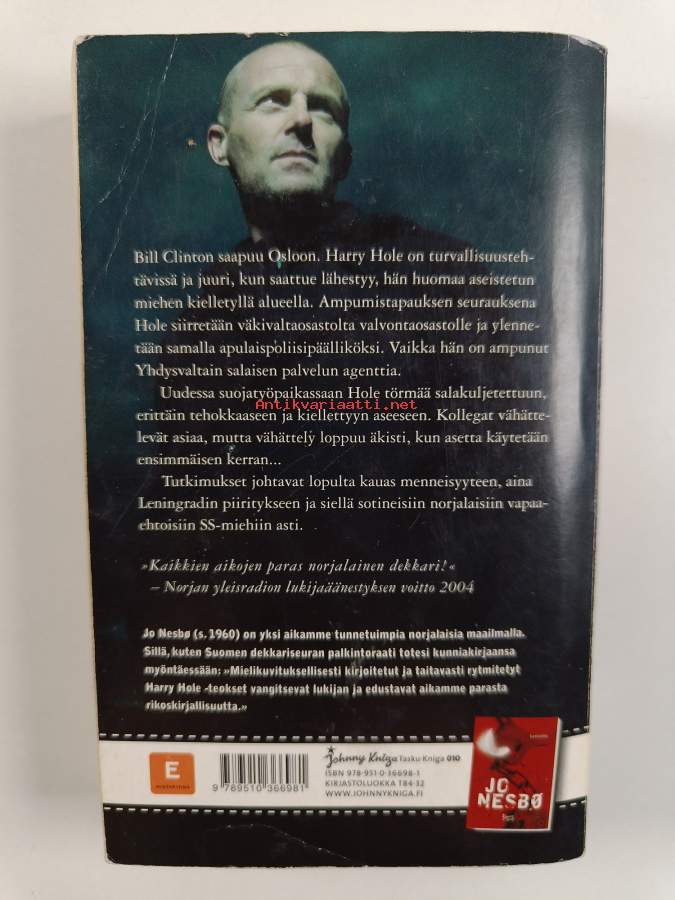 Bill Clinton saapuu Osloon. Harry Hole on turvallisuusteh-
tävissä ja juuri, kun saattue lähestyy, hän huomaa aseistetun
miehen kielletyllä alueella. Ampumistapauksen seurauksena
Hole siirretään väkivaltaosastolta valvontaosastolle ja ylenne-
tään samalla apulaispoliisipäälliköksi. Vaikka hän on ampunut
Yhdysvaltain salaisen palvelun agenttia.
Uudessa suojatyöpaikassaan Hole törmää salakuljetettuun,
Antikvariaatti.net
erittäin tehokkaaseen ja kiellettyyn aseeseen. Kollegat vähätte-
levät asiaa, mutta vähättely loppuu äkisti, kun asetta käytetään
ensimmäisen kerran...
Tutkimukset johtavat lopulta kauas menneisyyteen, aina
Leningradin piiritykseen ja siellä sotineisiin norjalaisiin vapaa-
ehtoisiin SS-miehiin asti.
»Kaikkien aikojen paras norjalainen dekkari!«
– Norjan yleisradion lukijaäänestyksen voitto 2004
Jo Nesbø (s. 1960) on yksi aikamme tunnetuimpia norjalaisia maailmalla.
Sillä, kuten Suomen dekkariseuran palkintoraati totesi kunniakirjaansa
myöntäessään: »Mielikuvituksellisesti kirjoitetut ja taitavasti rytmitetyt
Harry Hole -teokset vangitsevat lukijan ja edustavat aikamme parasta
rikoskirjallisuutta.»
E
9 789510 366981
Johnny Kniga Tasku Kniga 010
ISBN 978-951-0-36698-1
KIRJASTOLUOKKA T84-32
WWW.JOHNNYKNIGA.FI
JO
NESBØ